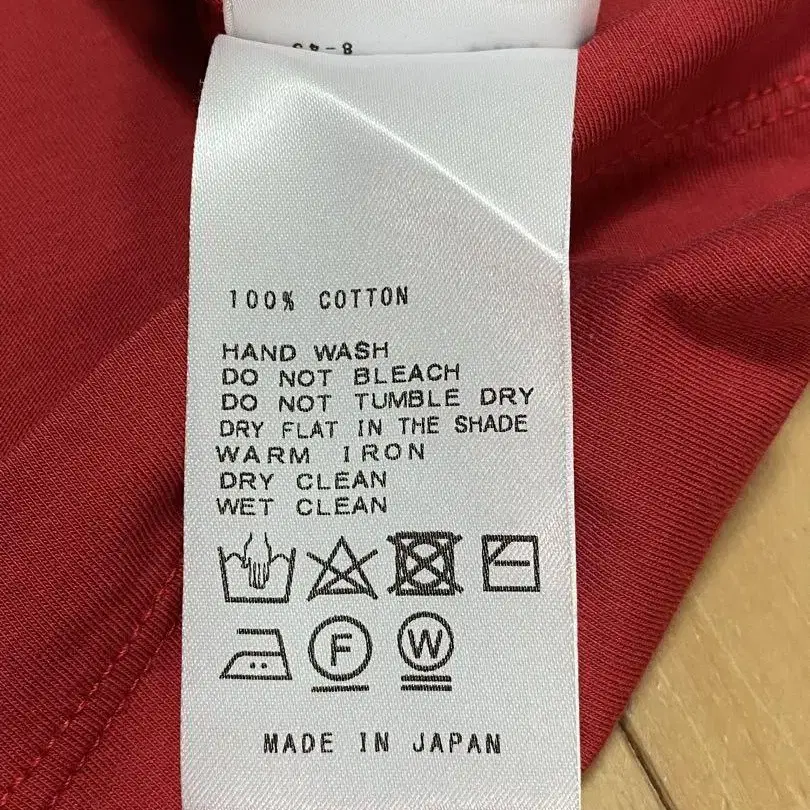 100% COTTON
HAND WASH
DO NOT BLEACH
DO NOT TUMBLE DRY
DRY FLAT IN THE SHADE
WARM IRON
DRY CLEAN
WET CLEAN
F
W
MADE IN JAPAN